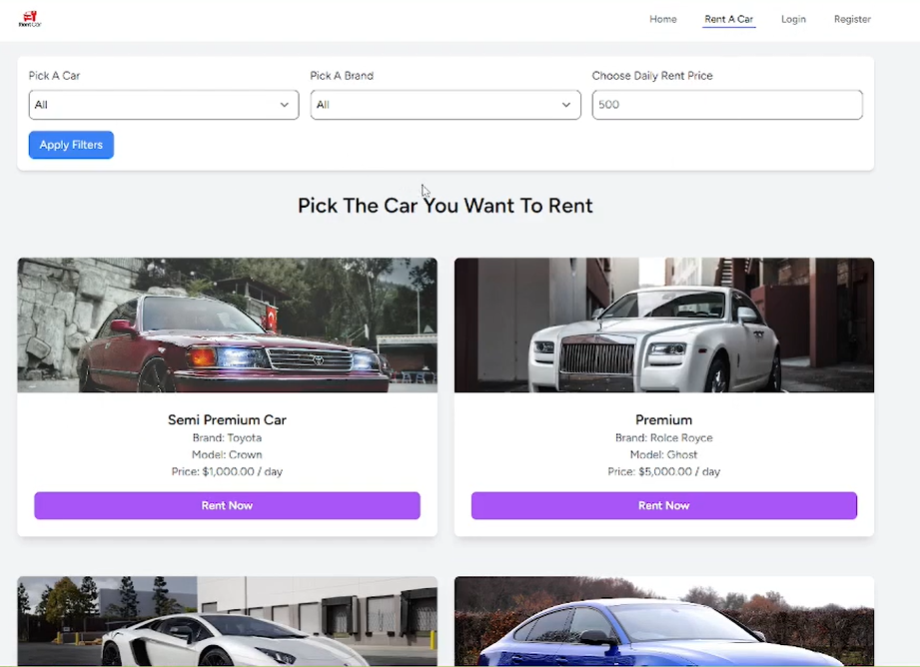 Rent Car
Home
Rent A Car
Login
Register
Pick A Car
Pick A Brand
Choose Daily Rent Price
All
All
500
Apply Filters
Pick The Car You Want To Rent
Semi Premium Car
Brand: Toyota
Model: Crown
Price: $1,000.00 / day
Rent Now
Premium
Brand: Rolce Royce
Model: Ghost
Price: $5,000.00 / day
Rent Now